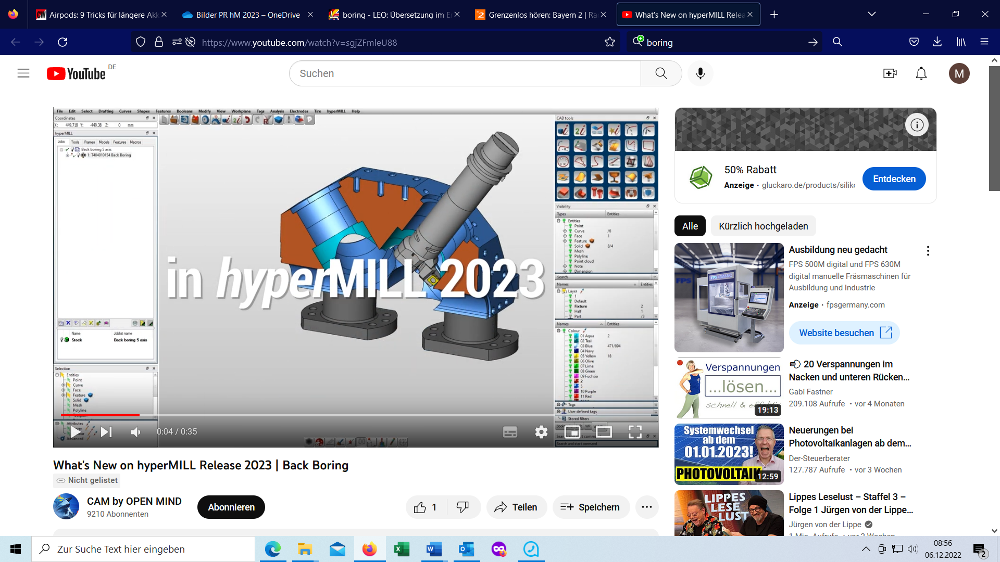 Airpods: 9 Tricks für längere Akk
Bilder PR hM 2023 – OneDrive
boring - LEO: Übersetzung im E
Grenzenlos hören: Bayern 2 | Ra
What's New on hyperMILL Relea
https://www.youtube.com/watch?v=sgjZFmleU88
boring
YouTube DE
Suchen
M
File Edit Select Drafting Curves Shapes Features Booleans Modify View Workplane Tags Analysis Electrodes Tire hyperMILL Help
Coordinates
X: 449.718 Y: -449.38 Z: 0 mm
hyperMILL
Jobs Tools Frames Models Features Macros
Back boring 5 axis
1: T404010154 Back Boring
Name Joblist name
Stock Back boring 5 axis
Selection
Entities
Point
Curve
Face
Feature
Solid
Mesh
Polyline
Attributes
Advanced
in hyperMILL 2023
CAD tools
Visibility
Types Entities
Entities
Point
Curve /6
Face 1
Feature
Solid 8/4
Mesh
Polyline
Point cloud
Note
Dimension
Search
Names Entities
Layer
1
Default
Fixture 2
Half 1
Part /3
Names Entities
Colour
01 Aqua 2
02 Teal
03 Blue 471/894
04 Navy
05 Yellow 18
06 Olive
07 Lime
08 Green
09 Fuchsia
2
5
10 Purple
11 Red
Tags
User defined tags
Stored filters
Search and start command
0:04 / 0:35
What's New on hyperMILL Release 2023 | Back Boring
Nicht gelistet
CAM by OPEN MIND
9210 Abonnenten
Abonnieren
1
Teilen
Speichern
50% Rabatt
Anzeige · gluckaro.de/products/silik
Entdecken
Alle
Kürzlich hochgeladen
Ausbildung neu gedacht
FPS 500M digital und FPS 630M
digital manuelle Fräsmaschinen für
Ausbildung und Industrie
Anzeige · fpsgermany.com
Website besuchen
Verspannungen
...lösen...
schnell &
19:13
20 Verspannungen im
Nacken und unteren Rücken...
Gabi Fastner
209.108 Aufrufe • vor 4 Monaten
Systemwechsel
ab dem
01.01.2023!
PHOTOVOLTAIK
12:59
Neuerungen bei
Photovoltaikanlagen ab dem...
Der-Steuerberater
127.787 Aufrufe • vor 3 Wochen
LIPPES
LESE
LUST
Lippes Leselust – Staffel 3 –
Folge 1 Jürgen von der Lippe...
Jürgen von der Lippe
1 Mio. Aufrufe • vor 2 Wochen
Zur Suche Text hier eingeben
08:56
06.12.2022
2